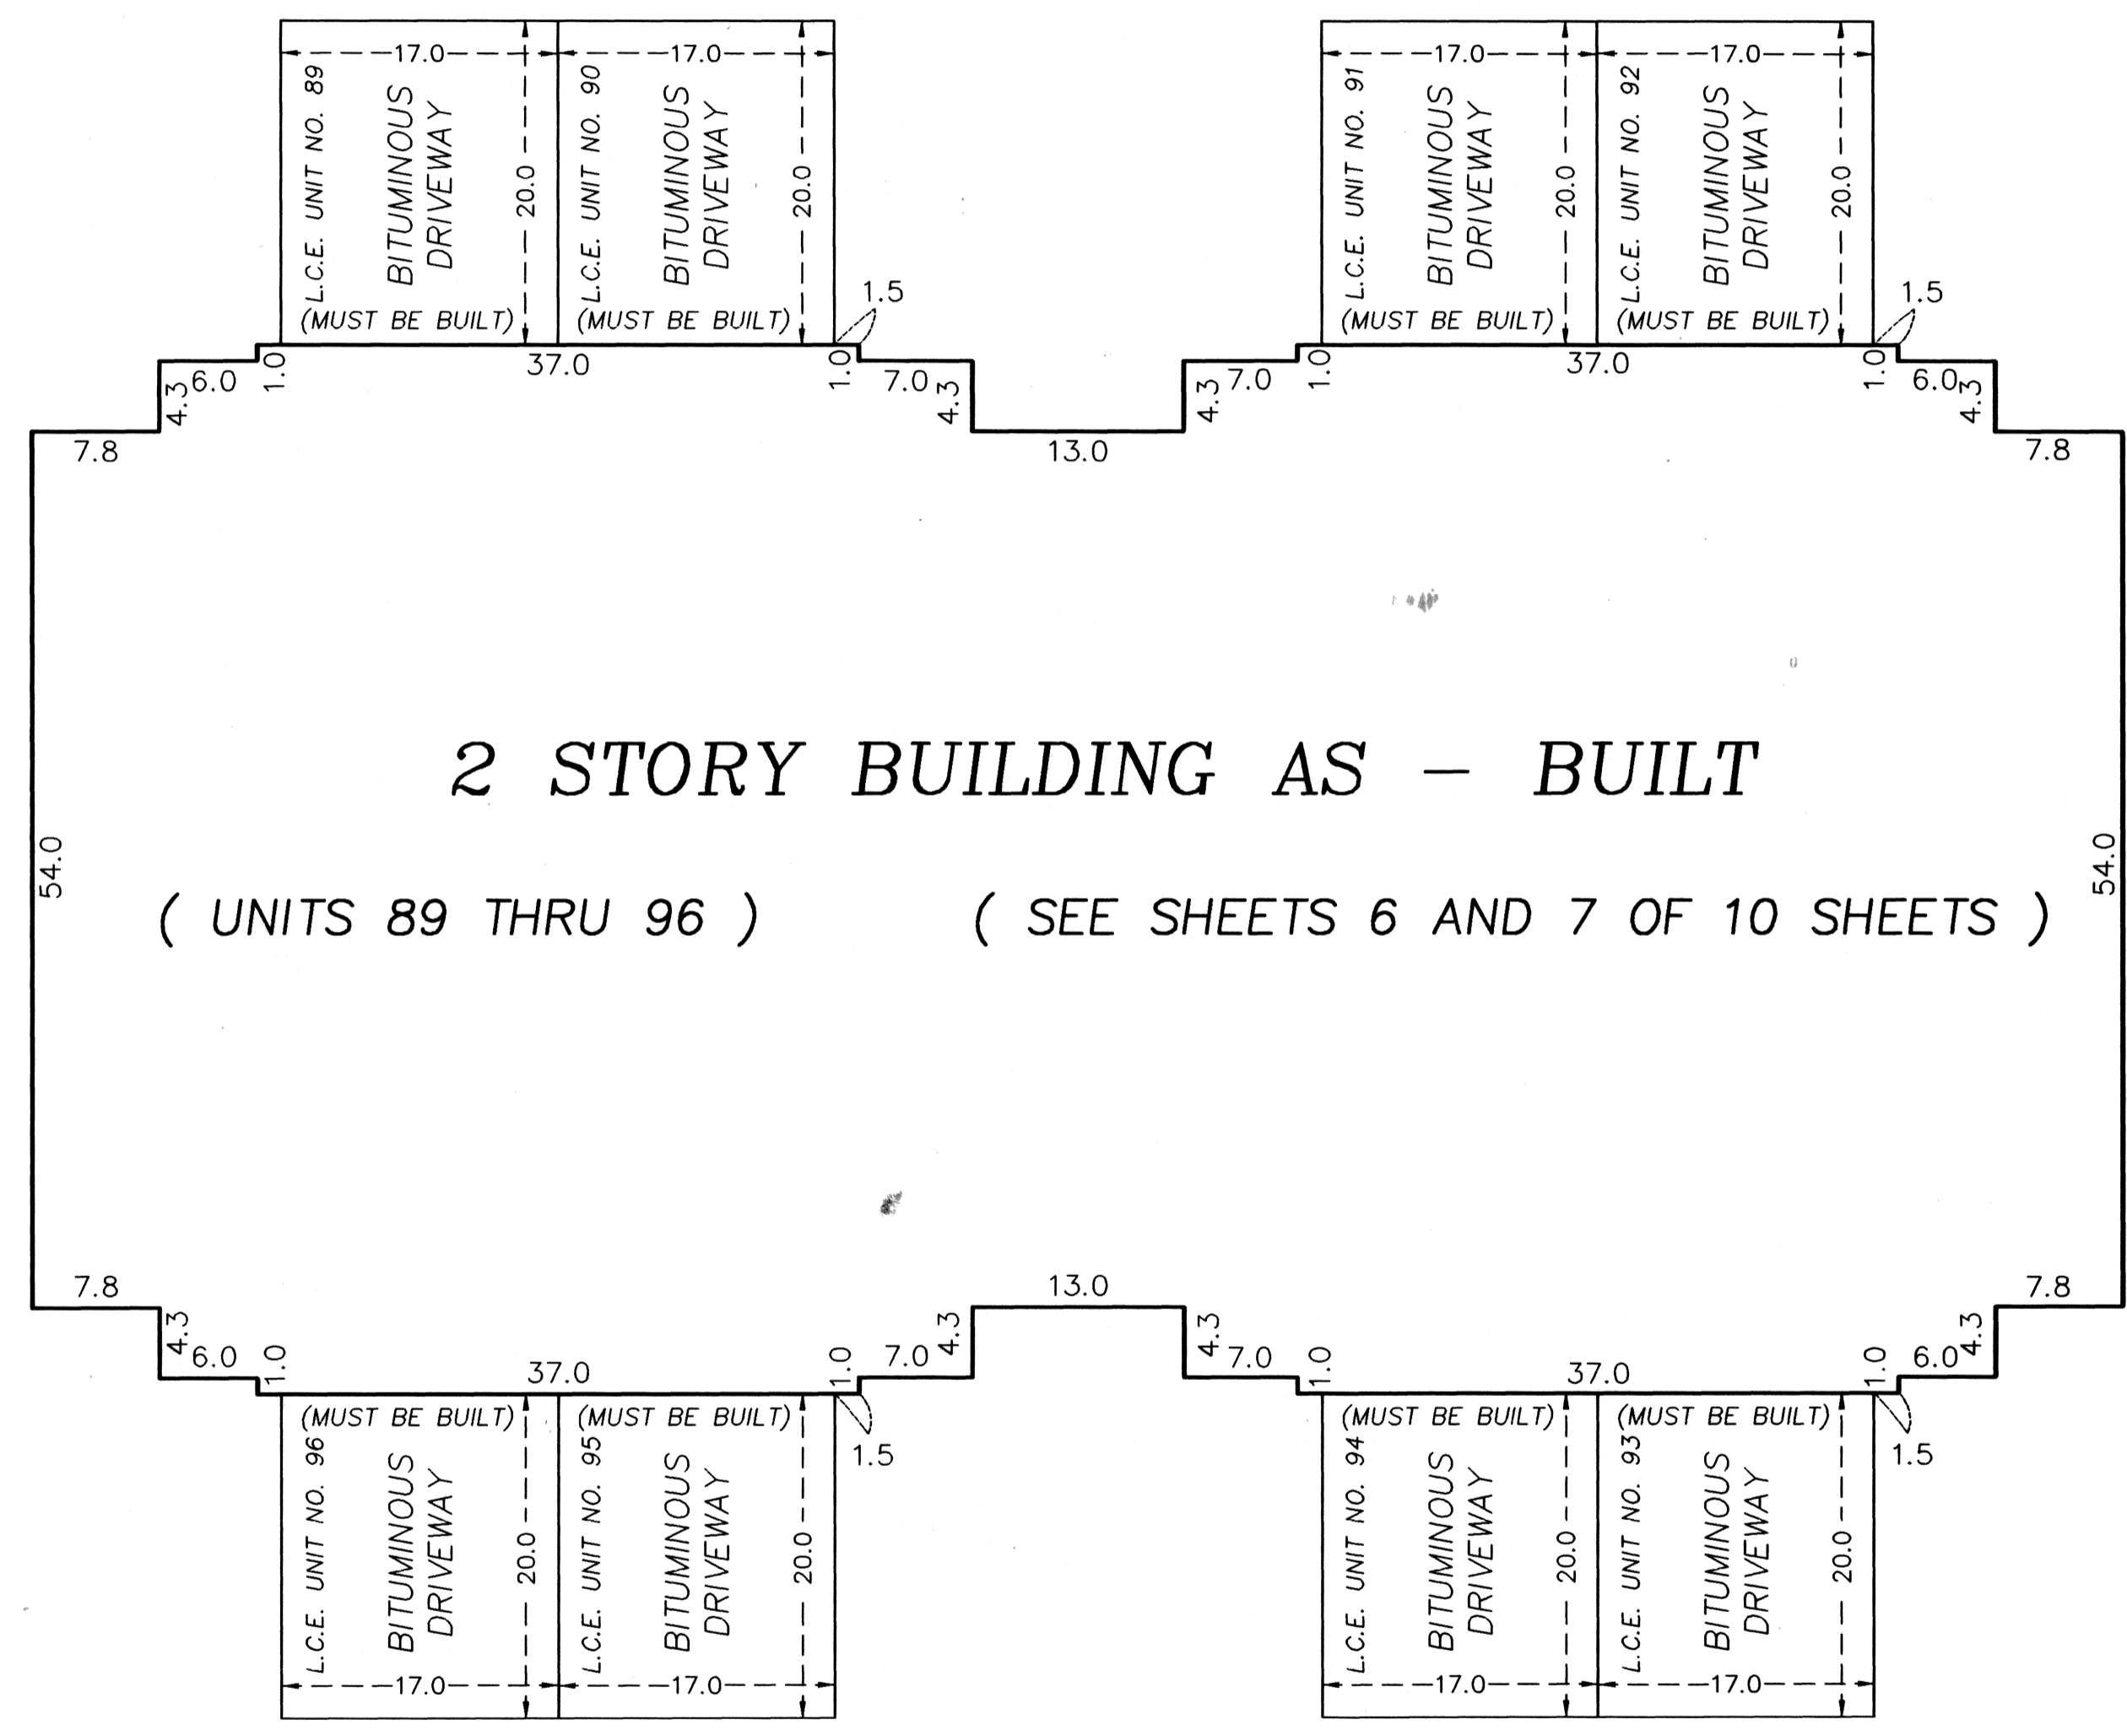 17.0
17.0
17.0
17.0
L.C.E. UNIT NO. 89
BITUMINOUS
DRIVEWAY
20.0
(MUST BE BUILT)
L.C.E. UNIT NO. 90
BITUMINOUS
DRIVEWAY
20.0
(MUST BE BUILT)
1.5
L.C.E. UNIT NO. 91
BITUMINOUS
DRIVEWAY
20.0
(MUST BE BUILT)
L.C.E. UNIT NO. 92
BITUMINOUS
DRIVEWAY
20.0
(MUST BE BUILT)
1.5
7.8
4.3
6.0
1.0
37.0
1.0
7.0
4.3
13.0
4.3
7.0
1.0
37.0
1.0
6.0
4.3
7.8
2 STORY BUILDING AS – BUILT
54.0
54.0
( UNITS 89 THRU 96 )
( SEE SHEETS 6 AND 7 OF 10 SHEETS )
7.8
4.3
6.0
1.0
37.0
1.0
7.0
4.3
13.0
4.3
7.0
1.0
37.0
1.0
6.0
4.3
7.8
(MUST BE BUILT)
L.C.E. UNIT NO. 96
BITUMINOUS
DRIVEWAY
20.0
(MUST BE BUILT)
L.C.E. UNIT NO. 95
BITUMINOUS
DRIVEWAY
20.0
1.5
(MUST BE BUILT)
L.C.E. UNIT NO. 94
BITUMINOUS
DRIVEWAY
20.0
(MUST BE BUILT)
L.C.E. UNIT NO. 93
BITUMINOUS
DRIVEWAY
20.0
1.5
17.0
17.0
17.0
17.0